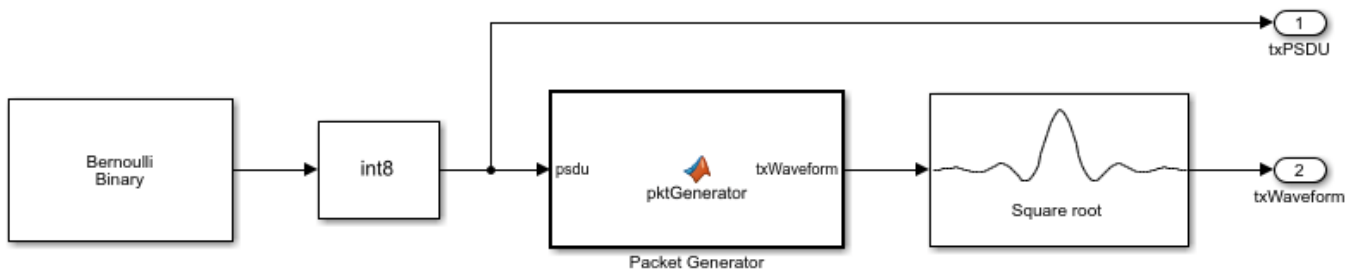 1
txPSDU
Bernoulli
Binary
int8
psdu
txWaveform
pktGenerator
Packet Generator
Square root
2
txWaveform